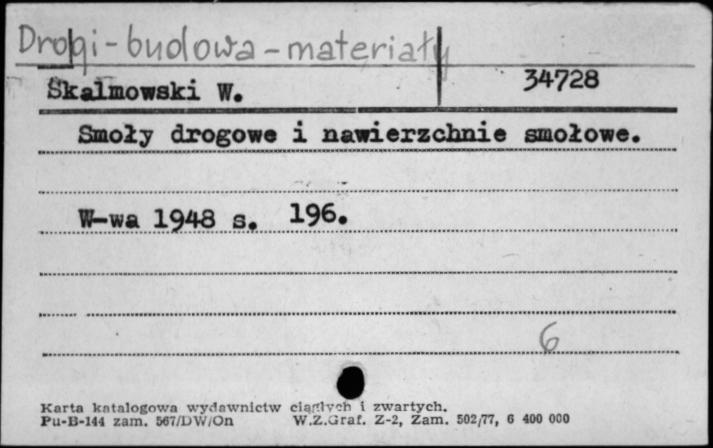 Drogi - budowa - materiały
Skalmowski W. 34728
Smoły drogowe i nawierzchnie smołowe.
W-wa 1948 s. 196.
6
Karta katalogowa wydawnictw ciągłych i zwartych.
Pu-B-144 zam. 567/DW/On W.Z.Graf. Z-2, Zam. 502/77, 6 400 000